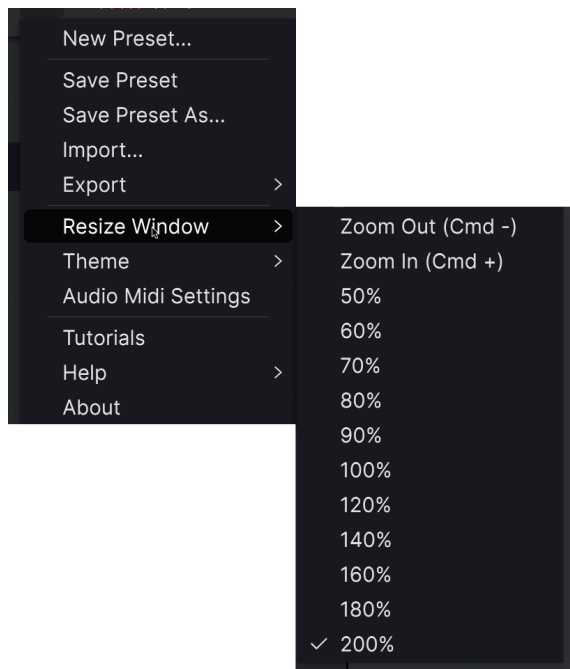 New Preset...
Save Preset
Save Preset As...
Import...
Export
Resize Window
Theme
Audio Midi Settings
Tutorials
Help
About
Zoom Out (Cmd -)
Zoom In (Cmd +)
50%
60%
70%
80%
90%
100%
120%
140%
160%
180%
200%